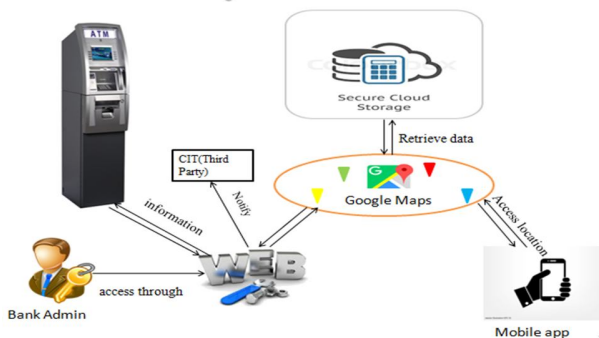 ATM
Secure Cloud
Storage
Retrieve data
CIT(Third
Party)
Notify
G
Google Maps
information
Access location
WEB
access through
Bank Admin
Mobile app